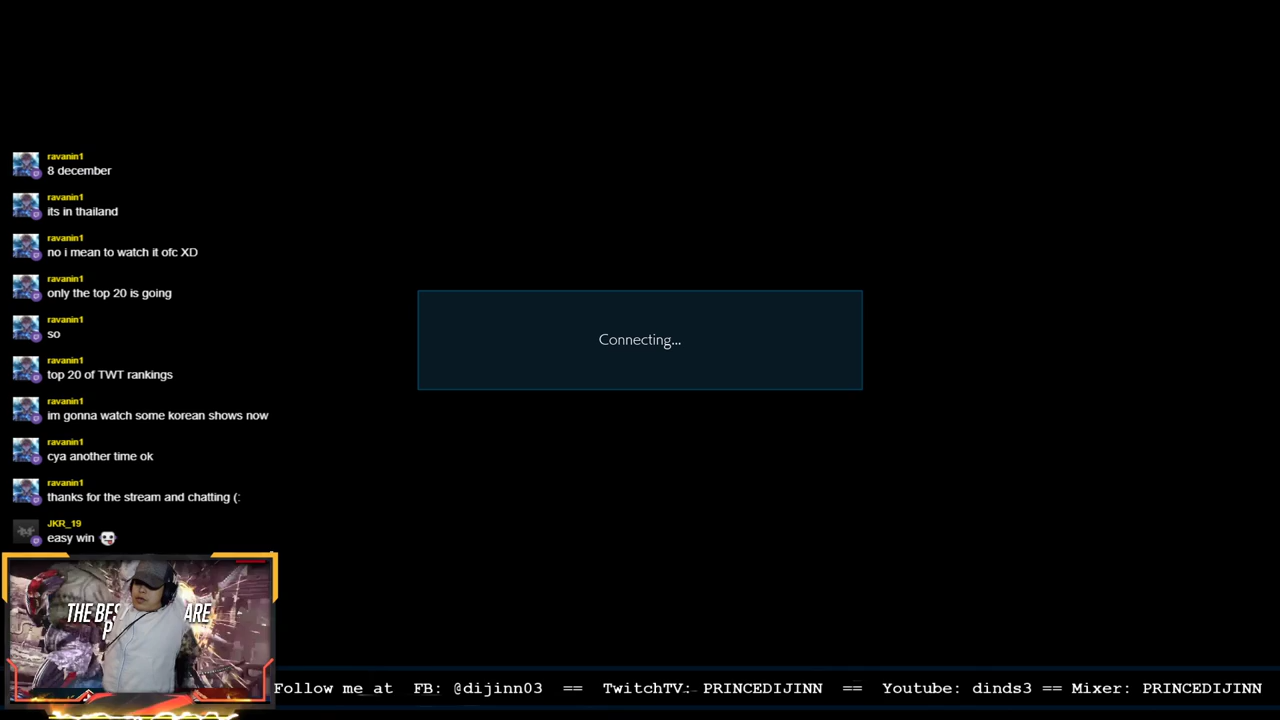 ravanin1
8 december
ravanin1
its in thailand
ravanin1
no i mean to watch it ofc XD
ravanin1
only the top 20 is going
ravanin1
so
ravanin1
top 20 of TWT rankings
ravanin1
im gonna watch some korean shows now
ravanin1
cya another time ok
ravanin1
thanks for the stream and chatting (:
JKR_19
easy win
Connecting...
THE BES ARE
P
Follow me at FB: @dijinn03 == TwitchTV: PRINCEDIJINN == Youtube: dinds3 == Mixer: PRINCEDIJINN